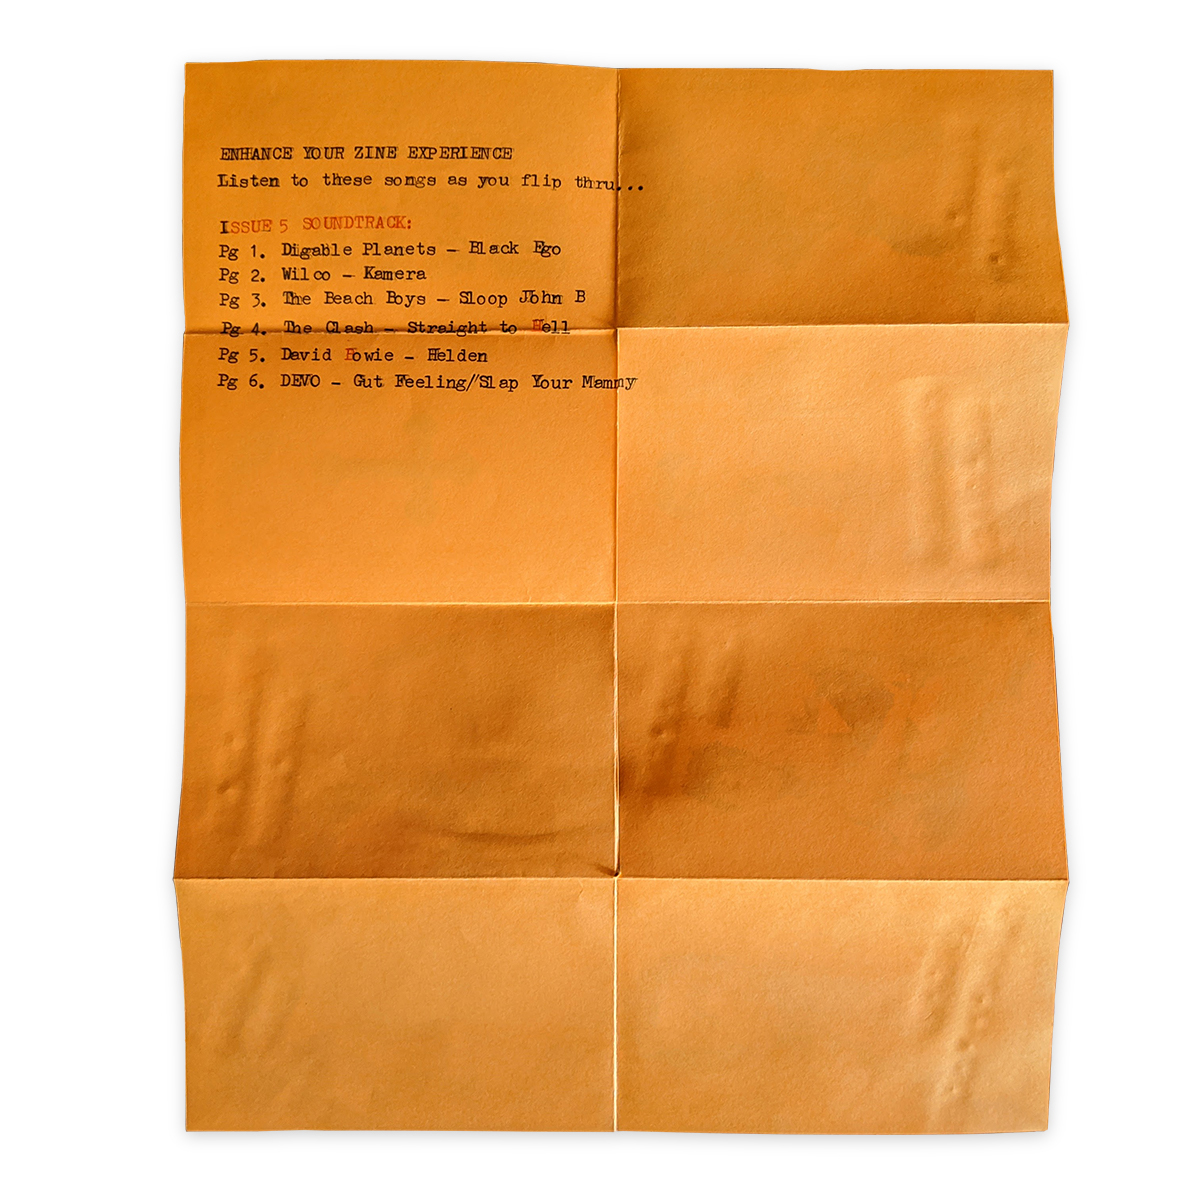 ENHANCE YOUR ZINE EXPERIENCE
Listen to these songs as you flip thru...
ISSUE 5 SOUNDTRACK:
Pg 1. Digable Planets - Black Ego
Pg 2. Wilco - Kamera
Pg 3. The Beach Boys - Sloop John B
Pg 4. The Clash - Straight to Hell
Pg 5. David Bowie - Helden
Pg 6. DEVO - Gut Feeling//Slap Your Mammy